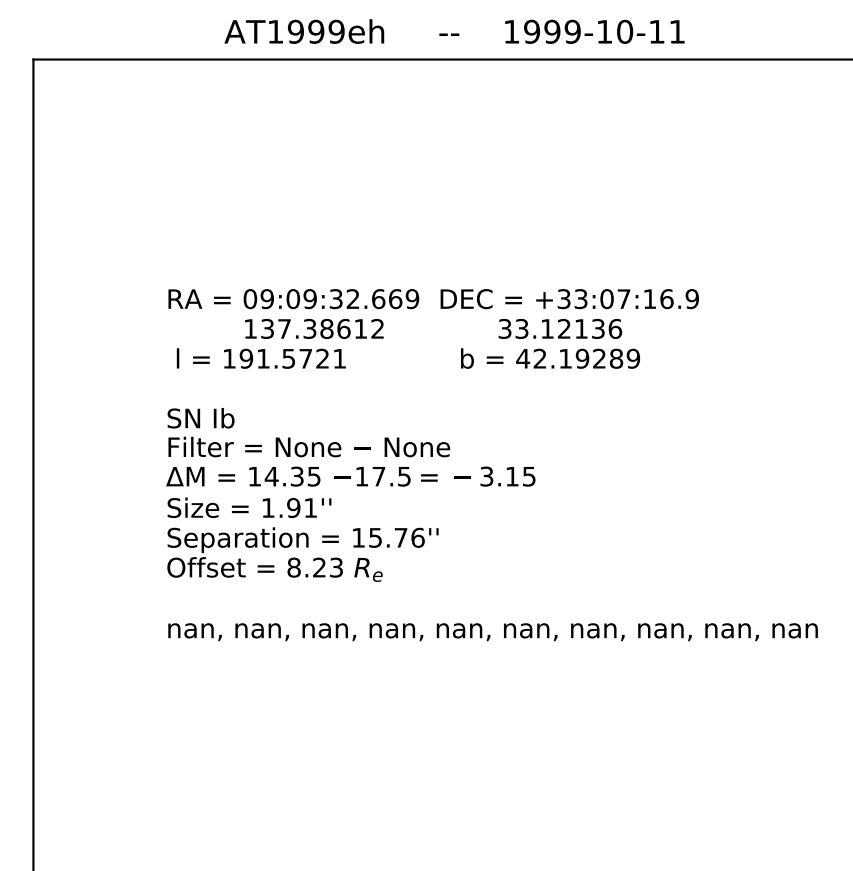 AT1999eh -- 1999-10-11
RA = 09:09:32.669 DEC = +33:07:16.9
137.38612 33.12136
l = 191.5721 b = 42.19289
SN Ib
Filter = None − None
ΔM = 14.35 −17.5 = − 3.15
Size = 1.91''
Separation = 15.76''
Offset = 8.23 Rₑ
nan, nan, nan, nan, nan, nan, nan, nan, nan, nan